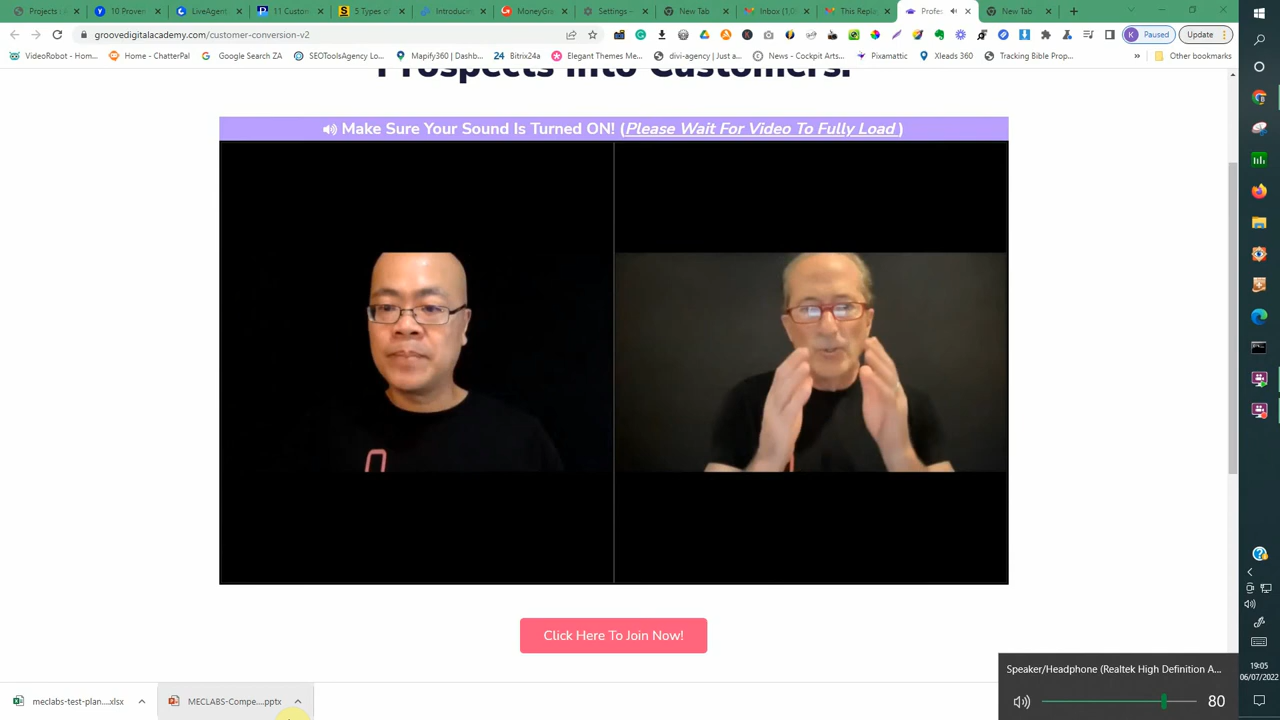 Projects |
10 Proven
LiveAgent
11 Custom
5 Types of
Introducin
MoneyGra
Settings –
New Tab
Inbox (1,0
This Repla
Profes
New Tab
groovedigitalacademy.com/customer-conversion-v2
Paused
Update
VideoRobot - Hom...
Home - ChatterPal
Google Search ZA
SEOToolsAgency Lo...
Mapify360 | Dashb...
24 Bitrix24a
Elegant Themes Me...
divi-agency | Just a...
News - Cockpit Arts...
Pixamattic
Xleads 360
Tracking Bible Prop...
»
Other bookmarks
Prospects Into Customers.
Make Sure Your Sound Is Turned ON! (Please Wait For Video To Fully Load )
Click Here To Join Now!
Speaker/Headphone (Realtek High Definition A...
80
meclabs-test-plan....xlsx
MECLABS-Compe....pptx
19:05
06/07/2022